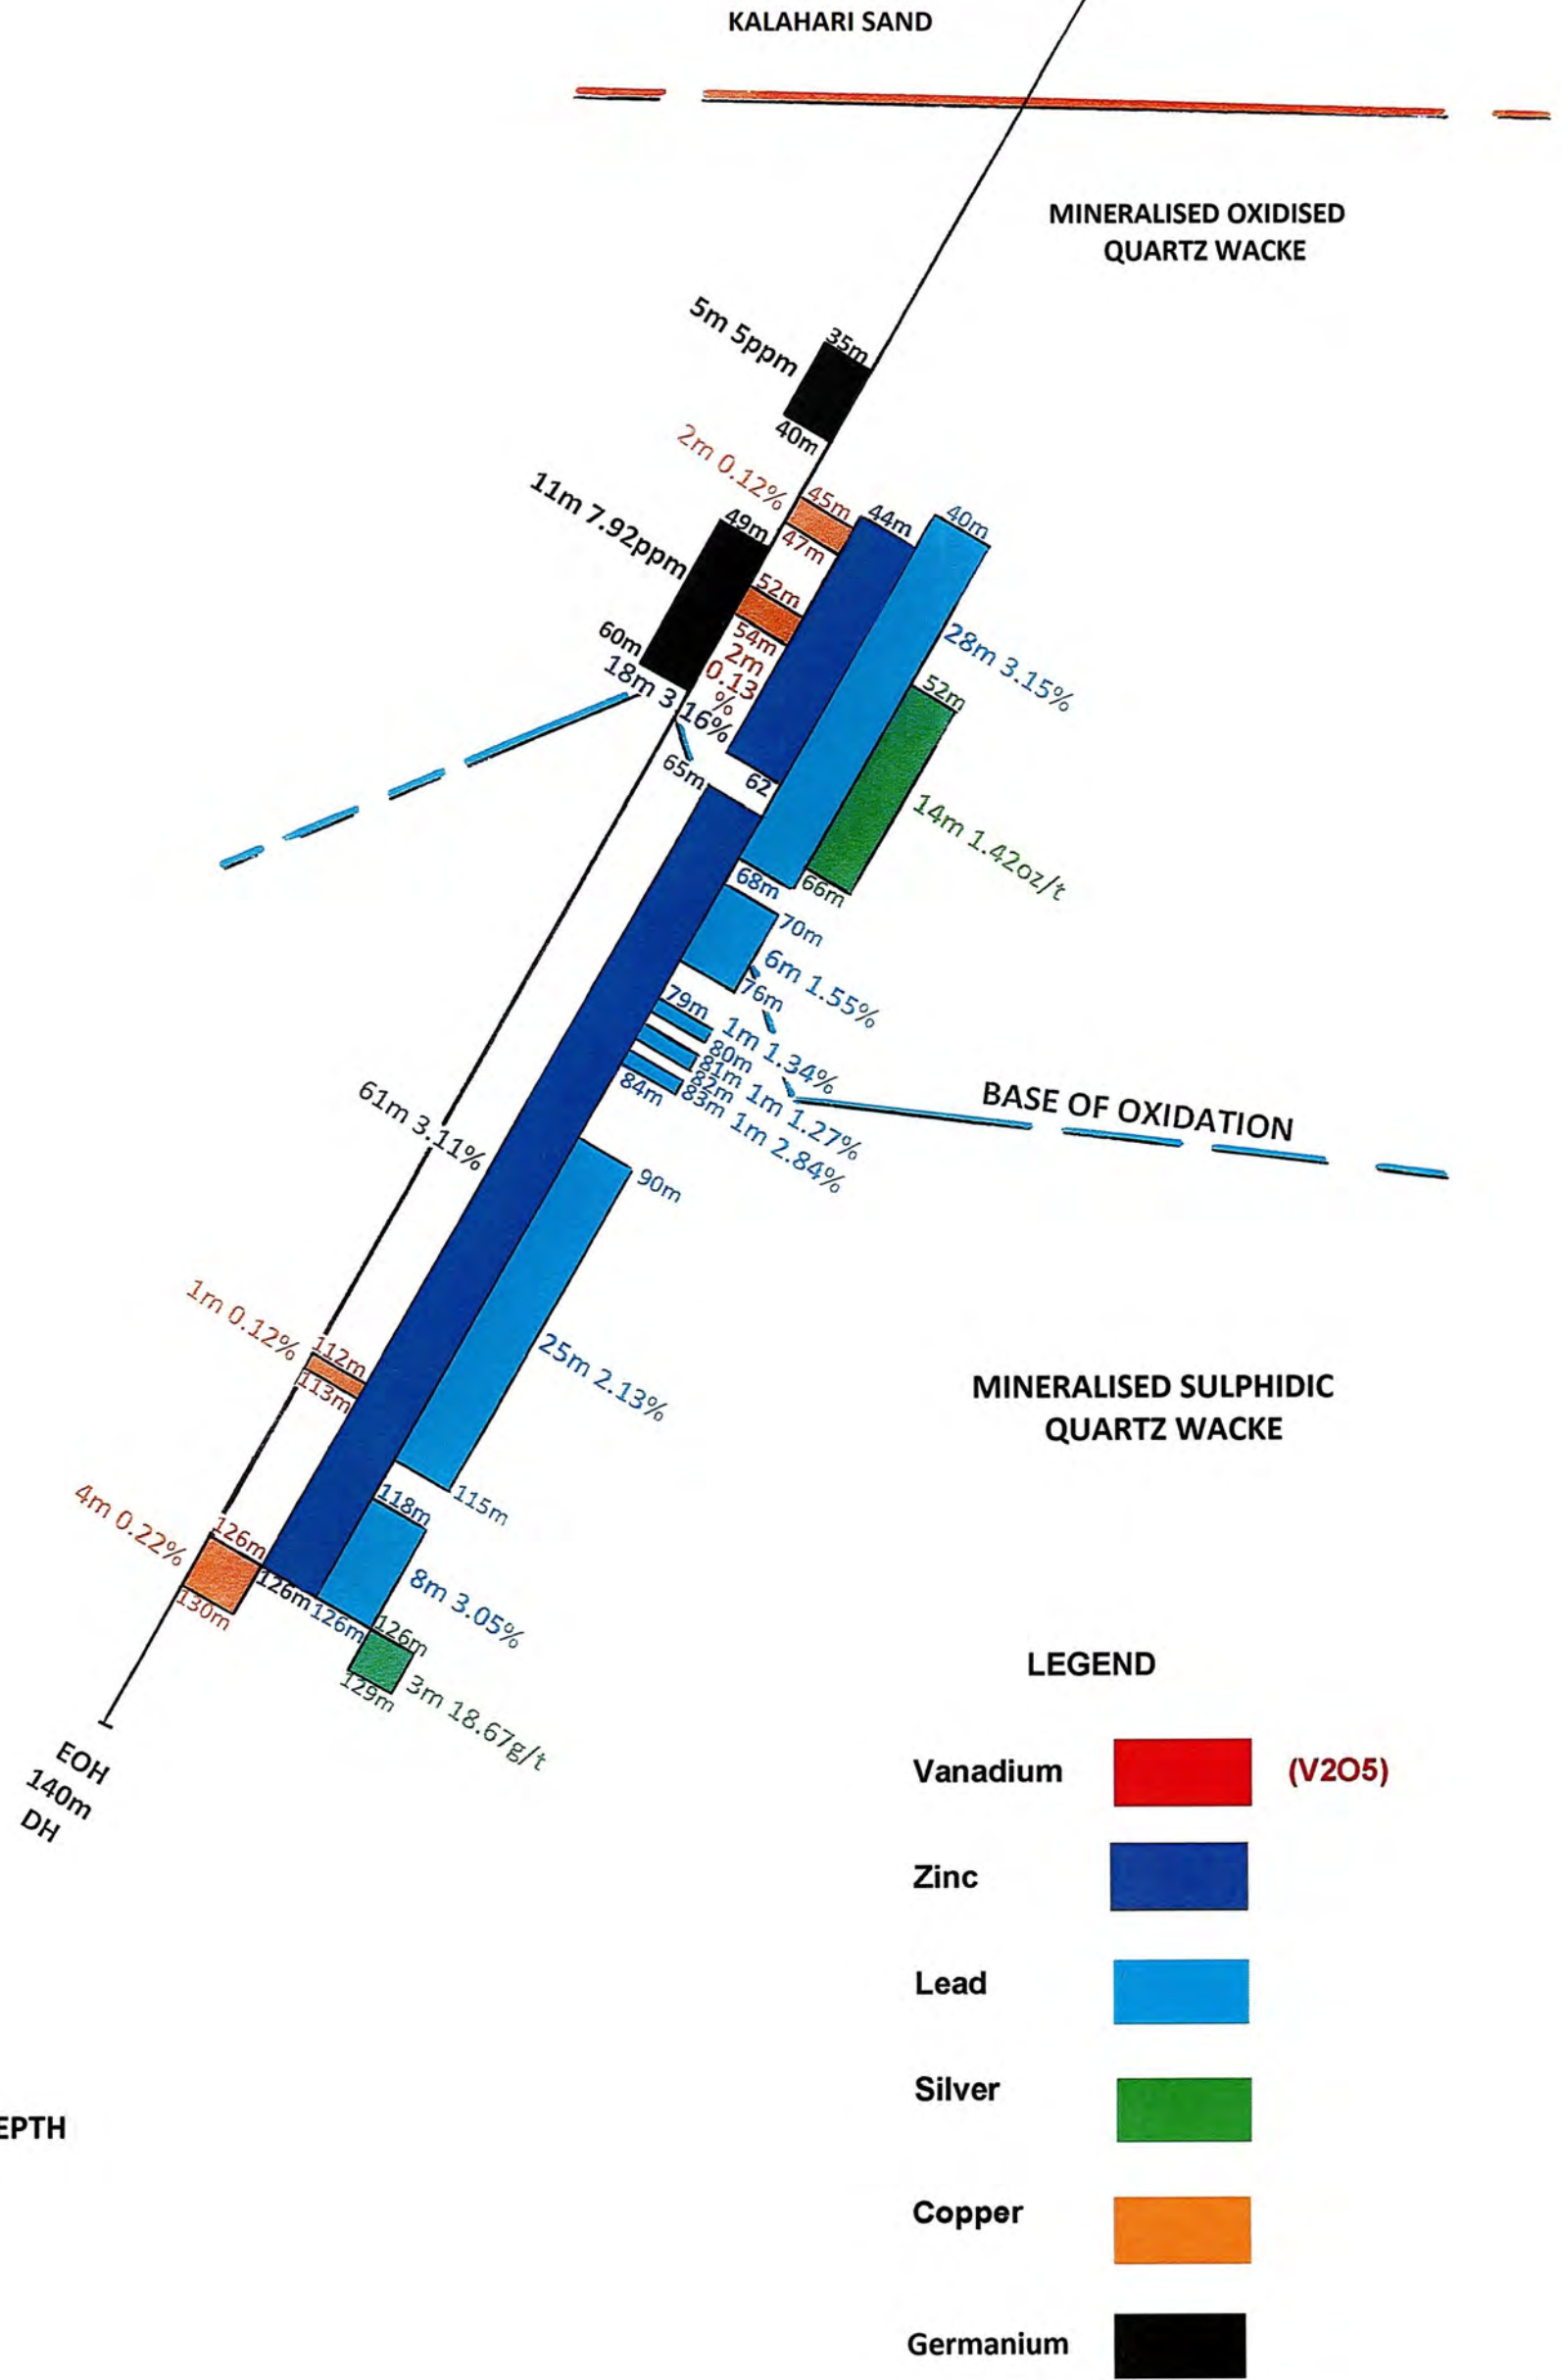 KALAHARI SAND
MINERALISED OXIDISED
QUARTZ WACKE
35m
5m 5ppm
40m
2m 0.12%
45m
47m
44m
40m
11m 7.92ppm
49m
52m
54m
2m
0.13
%
28m 3.15%
52m
60m
18m 3.16%
62
65m
14m 1.42oz/t
66m
68m
70m
6m 1.55%
76m
79m
1m 1.34%
80m
81m
1m 1.27%
82m
83m
1m 2.84%
84m
BASE OF OXIDATION
61m 3.11%
90m
1m 0.12%
112m
113m
25m 2.13%
MINERALISED SULPHIDIC
QUARTZ WACKE
115m
118m
4m 0.22%
126m
130m
126m
126m
8m 3.05%
126m
129m
3m 18.67g/t
EOH
140m
DH
LEGEND
Vanadium
(V2O5)
Zinc
Lead
Silver
EPTH
Copper
Germanium